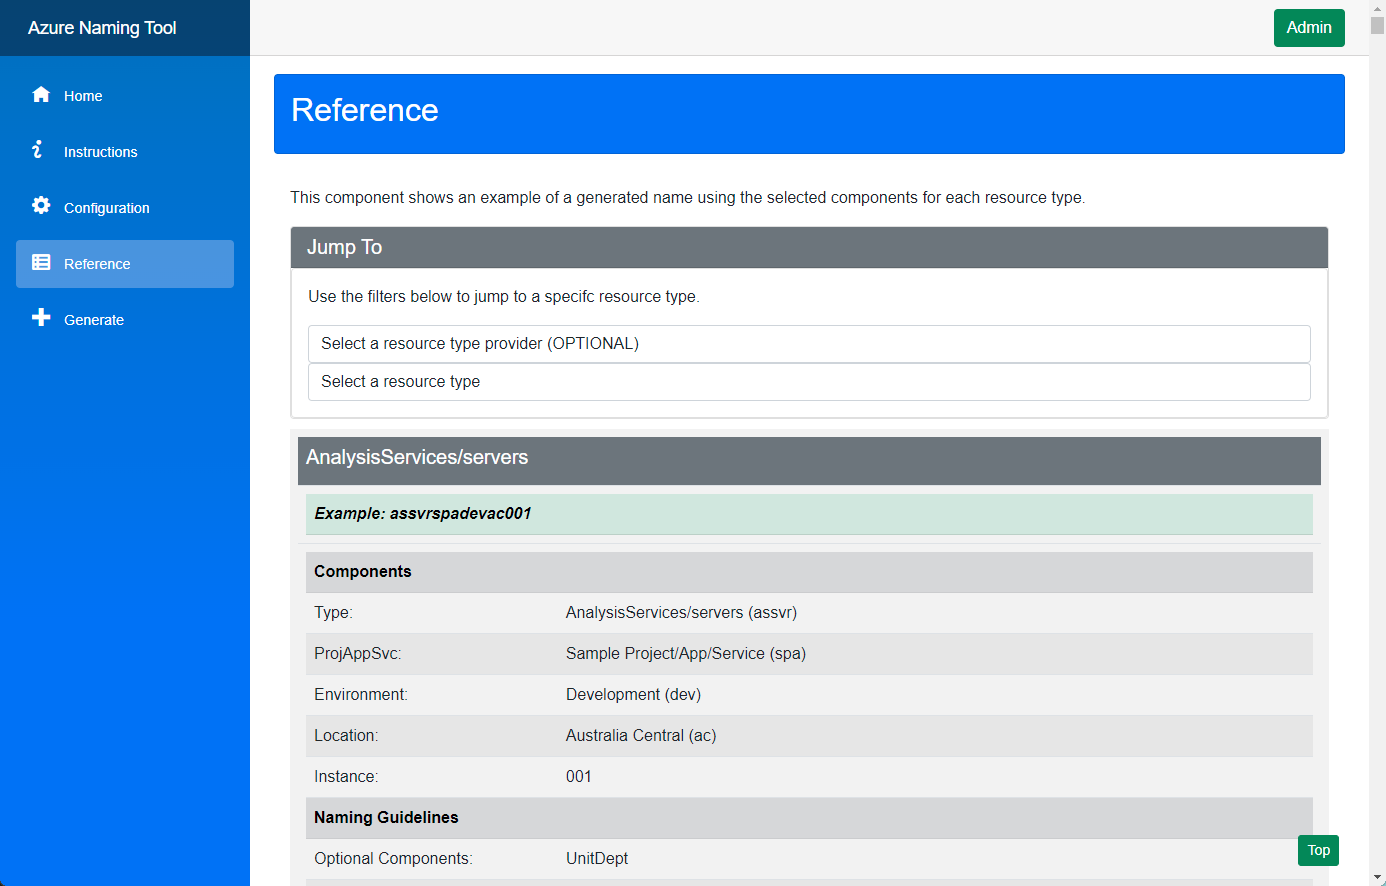 Azure Naming Tool
Admin
Home
Instructions
Configuration
Reference
Generate
Reference
This component shows an example of a generated name using the selected components for each resource type.
Jump To
Use the filters below to jump to a specifc resource type.
Select a resource type provider (OPTIONAL)
Select a resource type
AnalysisServices/servers
Example: assvrspadevac001
Components
Type: AnalysisServices/servers (assvr)
ProjAppSvc: Sample Project/App/Service (spa)
Environment: Development (dev)
Location: Australia Central (ac)
Instance: 001
Naming Guidelines
Optional Components: UnitDept
Top